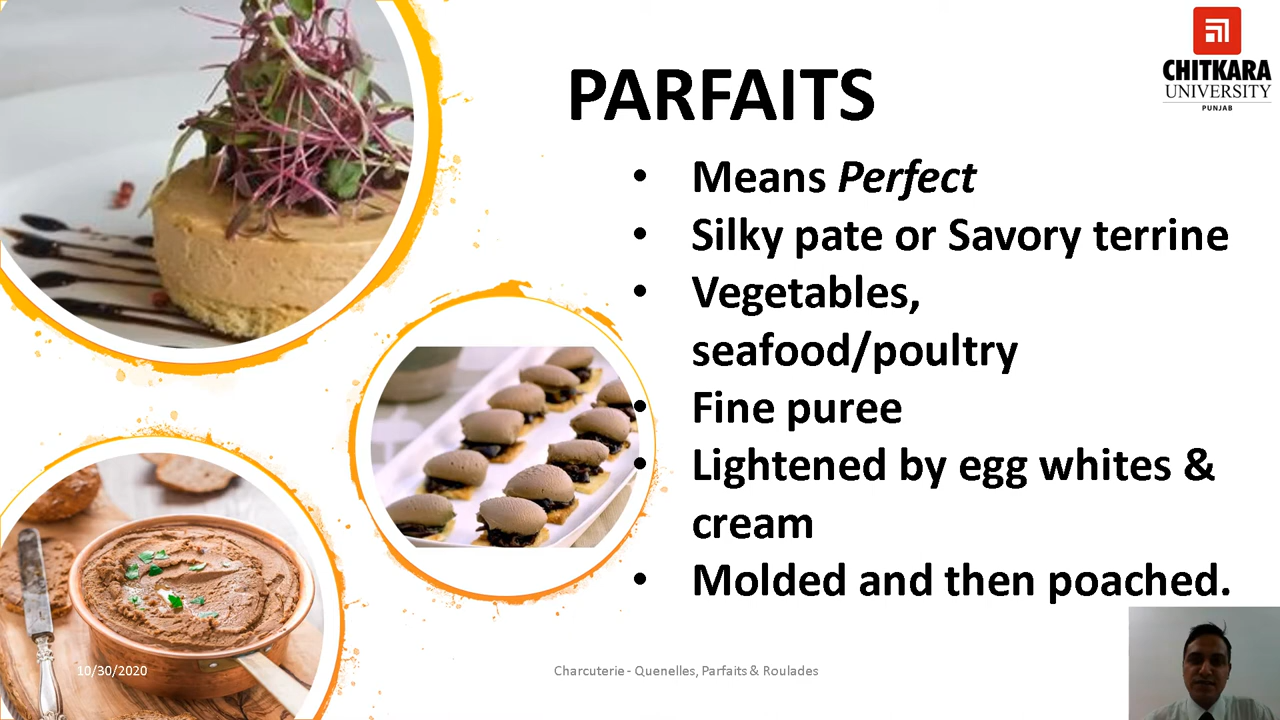 PARFAITS
CHITKARA
UNIVERSITY
PUNJAB
• Means Perfect
• Silky pate or Savory terrine
• Vegetables,
seafood/poultry
• Fine puree
• Lightened by egg whites &
cream
• Molded and then poached.
10/30/2020
Charcuterie - Quenelles, Parfaits & Roulades